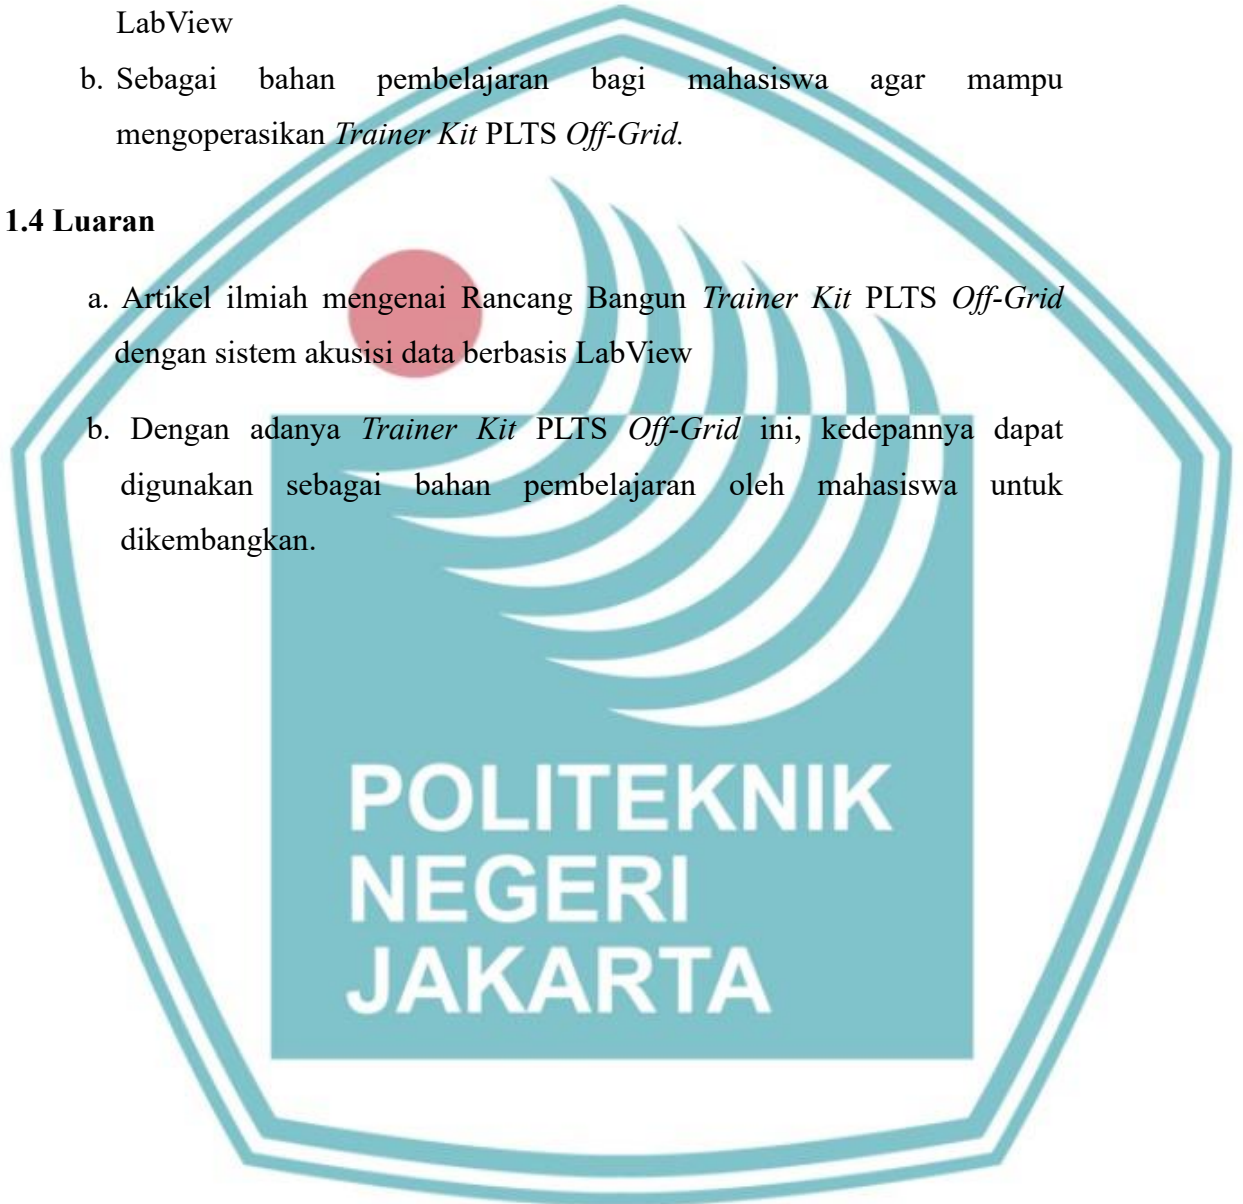 LabView
b. Sebagai bahan pembelajaran bagi mahasiswa agar mampu
mengoperasikan Trainer Kit PLTS Off-Grid.
1.4 Luaran
a. Artikel ilmiah mengenai Rancang Bangun Trainer Kit PLTS Off-Grid
dengan sistem akusisi data berbasis LabView
b. Dengan adanya Trainer Kit PLTS Off-Grid ini, kedepannya dapat
digunakan sebagai bahan pembelajaran oleh mahasiswa untuk
dikembangkan.
POLITEKNIK
NEGERI
JAKARTA